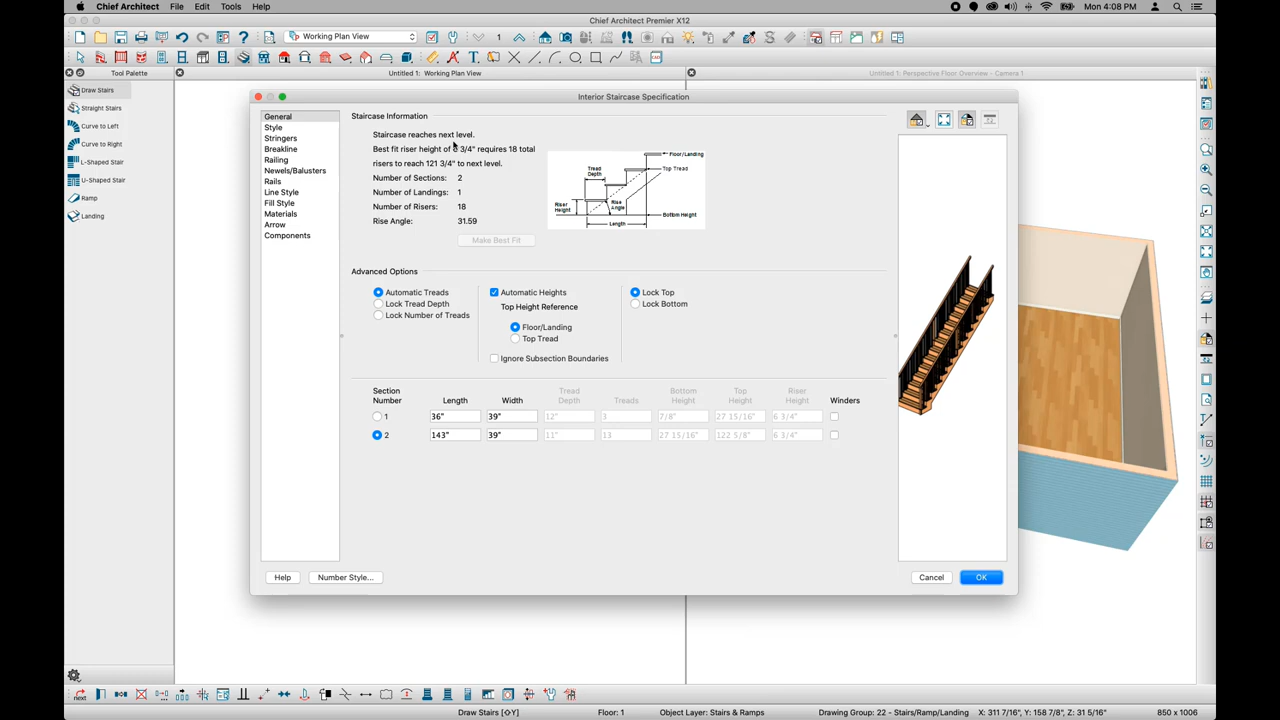 Chief Architect File Edit Tools Help
Mon 4:08 PM
Chief Architect Premier X12
Working Plan View
1
Tool Palette
Untitled 1: Working Plan View
Untitled 1: Perspective Floor Overview - Camera 1
Draw Stairs
Straight Stairs
Curve to Left
Curve to Right
L-Shaped Stair
U-Shaped Stair
Ramp
Landing
Interior Staircase Specification
General
Style
Stringers
Breakline
Railing
Newels/Balusters
Rails
Line Style
Fill Style
Materials
Arrow
Components
Staircase Information
Staircase reaches next level.
Best fit riser height of 6 3/4" requires 18 total
risers to reach 121 3/4" to next level.
Number of Sections: 2
Number of Landings: 1
Number of Risers: 18
Rise Angle: 31.59
Make Best Fit
Floor/Landing
Tread Depth
Top Tread
Riser Height
Rise Angle
Bottom Height
Length
Advanced Options
Automatic Treads
Lock Tread Depth
Lock Number of Treads
Automatic Heights
Top Height Reference
Floor/Landing
Top Tread
Ignore Subsection Boundaries
Lock Top
Lock Bottom
Section Number Length Width Tread Depth Treads Bottom Height Top Height Riser Height Winders
1 36" 39" 12" 3 7/8" 27 15/16" 6 3/4"
2 143" 39" 11" 13 27 15/16" 122 5/8" 6 3/4"
Help
Number Style...
Cancel
OK
next
Draw Stairs [O-Y]
Floor: 1
Object Layer: Stairs & Ramps
Drawing Group: 22 - Stairs/Ramp/Landing
X: 311 7/16", Y: 158 7/8", Z: 31 5/16"
850 x 1006